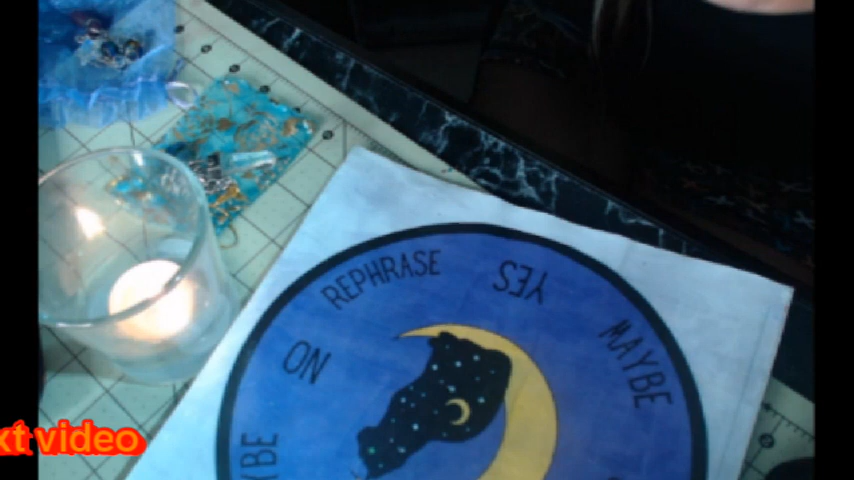 REPHRASE
YES
MAYBE
NO
YBE
xt video